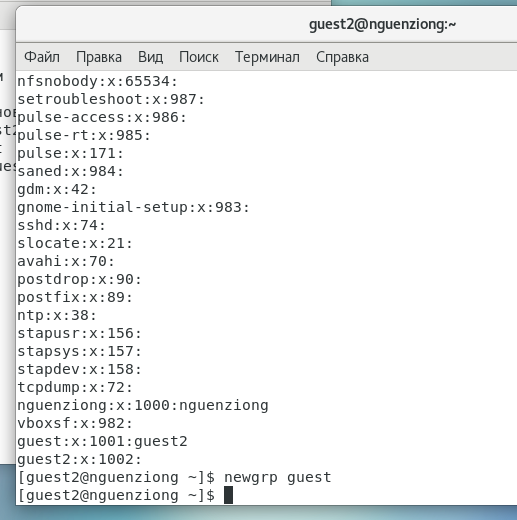 guest2@nguenziong:~
Файл Правка Вид Поиск Терминал Справка
nfsnobody:x:65534:
setroubleshoot:x:987:
pulse-access:x:986:
pulse-rt:x:985:
pulse:x:171:
saned:x:984:
gdm:x:42:
gnome-initial-setup:x:983:
sshd:x:74:
slocate:x:21:
avahi:x:70:
postdrop:x:90:
postfix:x:89:
ntp:x:38:
stapusr:x:156:
stapsys:x:157:
stapdev:x:158:
tcpdump:x:72:
nguenziong:x:1000:nguenziong
vboxsf:x:982:
guest:x:1001:guest2
guest2:x:1002:
[guest2@nguenziong ~]$ newgrp guest
[guest2@nguenziong ~]$